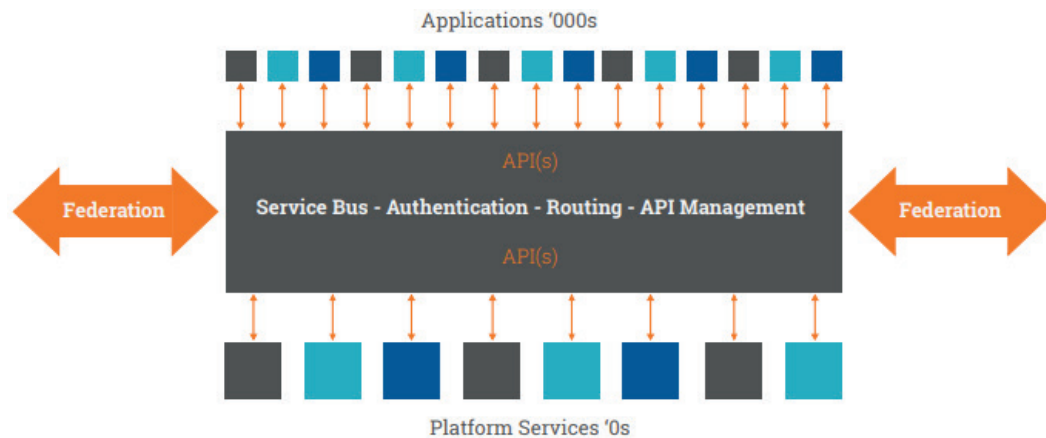 Applications ‘000s
API(s)
Federation
Service Bus - Authentication - Routing - API Management
Federation
API(s)
Platform Services ‘0s